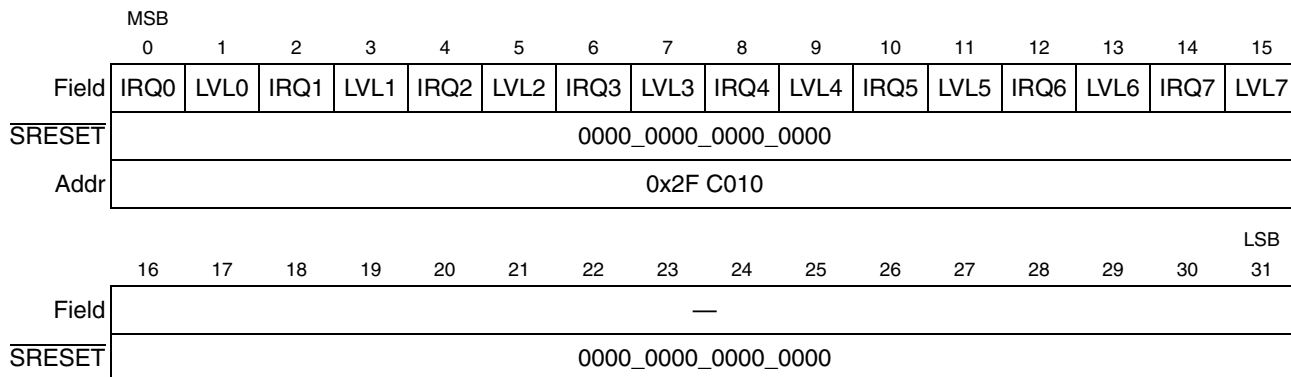 MSB
0 1 2 3 4 5 6 7 8 9 10 11 12 13 14 15
Field IRQ0 LVL0 IRQ1 LVL1 IRQ2 LVL2 IRQ3 LVL3 IRQ4 LVL4 IRQ5 LVL5 IRQ6 LVL6 IRQ7 LVL7
SRESET 0000_0000_0000_0000
Addr 0x2F C010
LSB
16 17 18 19 20 21 22 23 24 25 26 27 28 29 30 31
Field —
SRESET 0000_0000_0000_0000